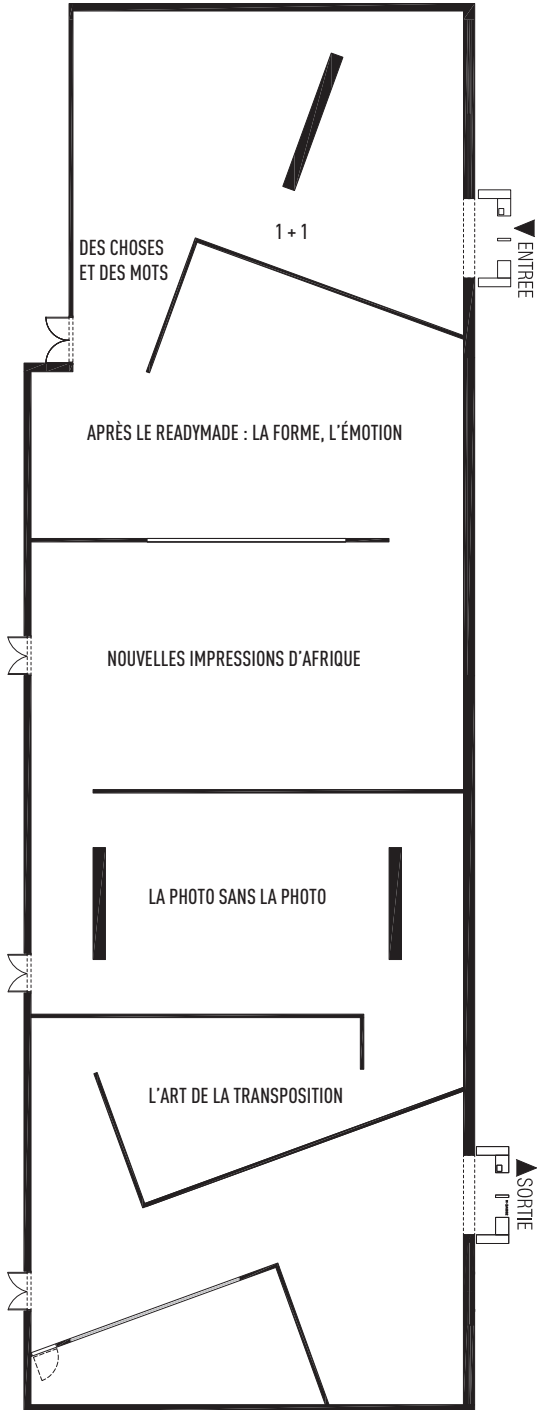 1 + 1
ENTREE
DES CHOSES
ET DES MOTS
APRÈS LE READYMADE : LA FORME, L'ÉMOTION
NOUVELLES IMPRESSIONS D'AFRIQUE
LA PHOTO SANS LA PHOTO
L'ART DE LA TRANSPOSITION
SORTIE